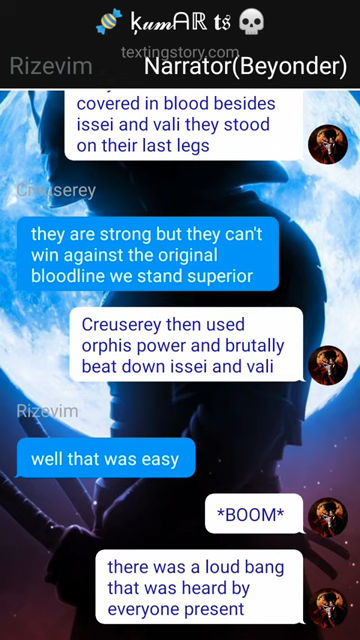 🍬 ķumᗩℝ 𝔱𝔰 💀
textingstory.com
Rizevim Narrator(Beyonder)
covered in blood besides
issei and vali they stood
on their last legs
Creuserey
they are strong but they can't
win against the original
bloodline we stand superior
Creuserey then used
orphis power and brutally
beat down issei and vali
Rizevim
well that was easy
*BOOM*
there was a loud bang
that was heard by
everyone present